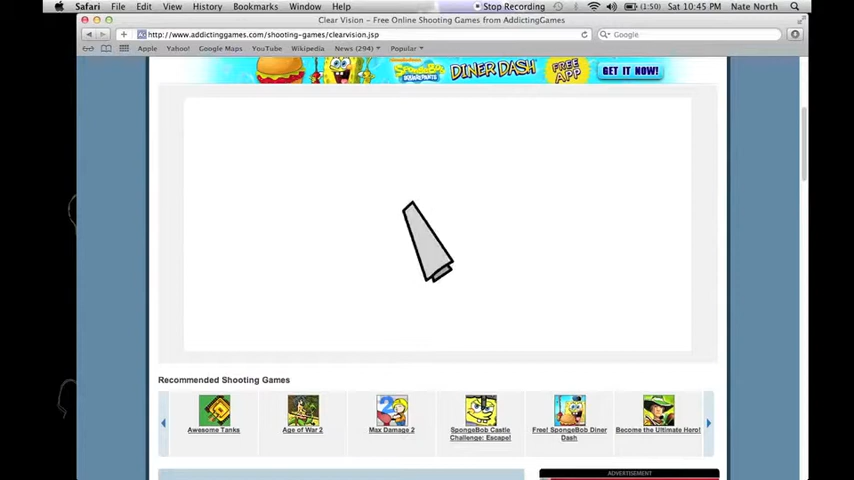 Safari File Edit View History Bookmarks Window Help Stop Recording (1:50) Sat 10:45 PM Nate North
Clear Vision – Free Online Shooting Games from AddictingGames
http://www.addictinggames.com/shooting-games/clearvision.jsp Google
Apple Yahoo! Google Maps YouTube Wikipedia News (294) Popular
SPONGEBOB SQUAREPANTS DINER DASH FREE APP GET IT NOW!
Recommended Shooting Games
2
Awesome Tanks
Age of War 2
Max Damage 2
SpongeBob Castle
Challenge: Escape!
Free! SpongeBob Diner
Dash
Become the Ultimate Hero!
ADVERTISEMENT